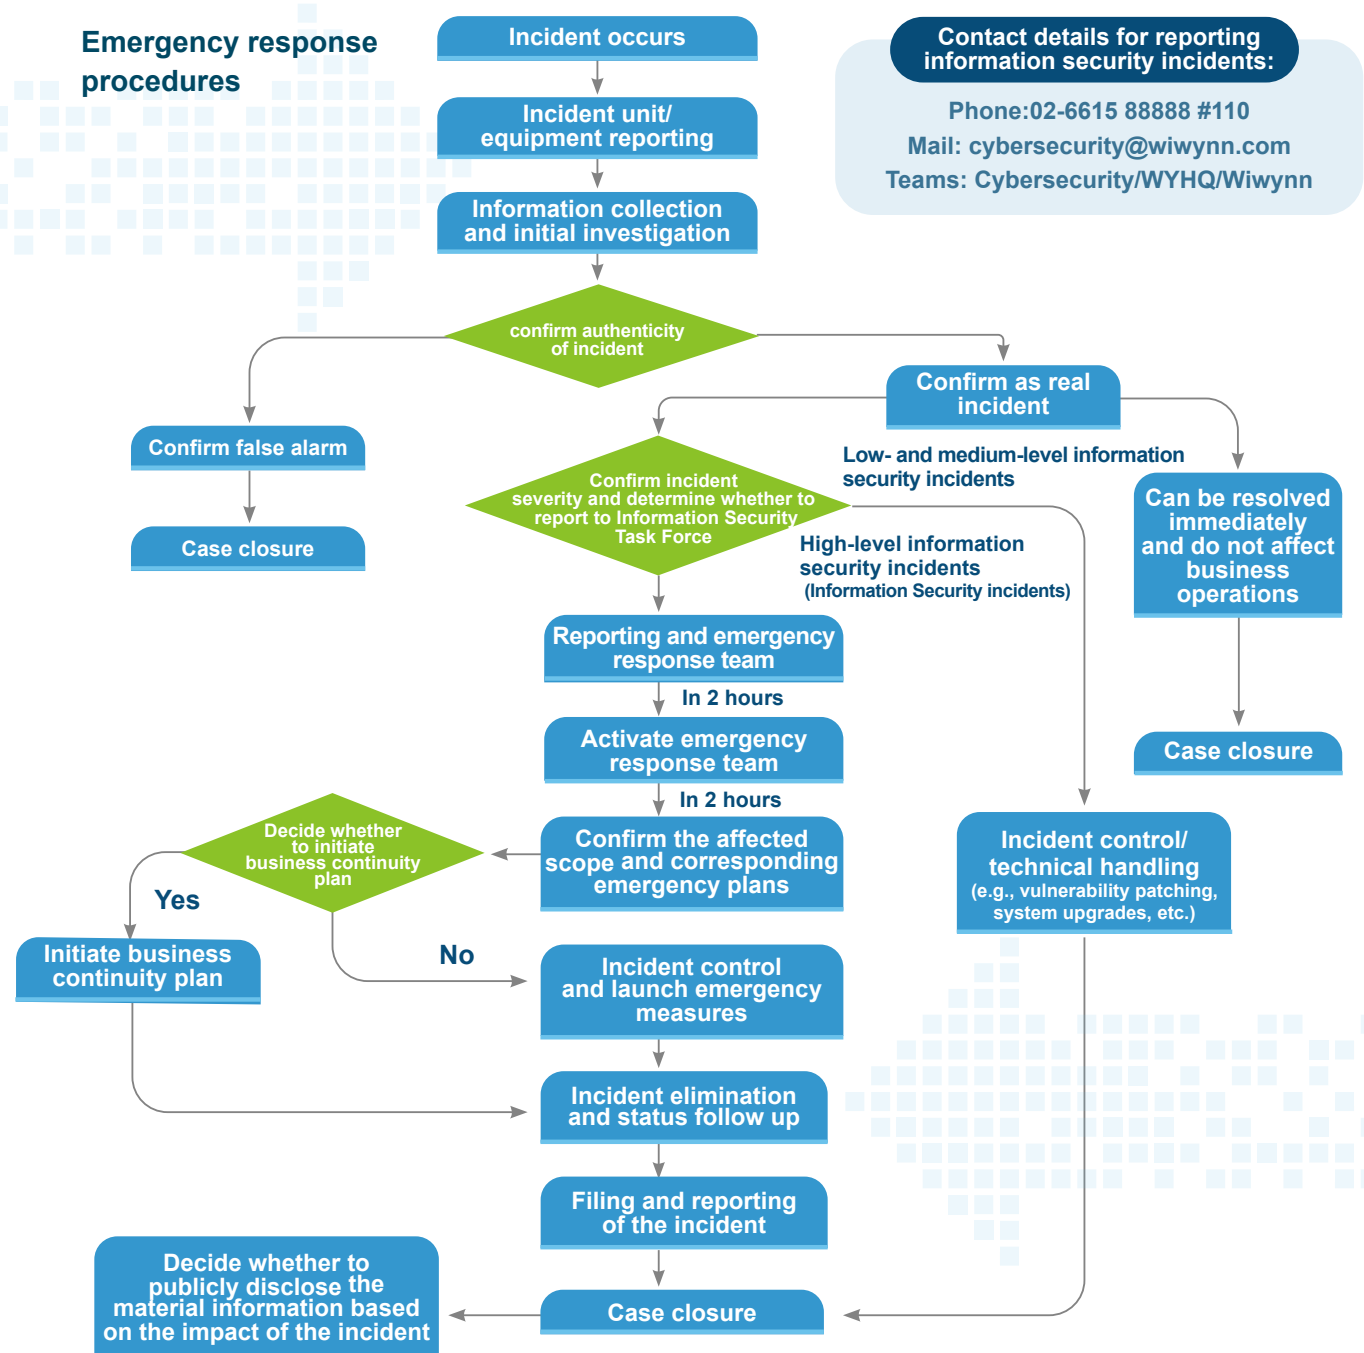 Emergency response
procedures
Incident occurs
Contact details for reporting
information security incidents:
Phone:02-6615 88888 #110
Mail: cybersecurity@wiwynn.com
Teams: Cybersecurity/WYHQ/Wiwynn
Incident unit/
equipment reporting
Information collection
and initial investigation
confirm authenticity
of incident
Confirm as real
incident
Confirm false alarm
Case closure
Confirm incident
severity and determine whether to
report to Information Security
Task Force
Low- and medium-level information
security incidents
High-level information
security incidents
(Information Security incidents)
Can be resolved
immediately
and do not affect
business
operations
Case closure
Reporting and emergency
response team
In 2 hours
Activate emergency
response team
In 2 hours
Confirm the affected
scope and corresponding
emergency plans
Decide whether
to initiate
business continuity
plan
Yes
No
Initiate business
continuity plan
Incident control
and launch emergency
measures
Incident control/
technical handling
(e.g., vulnerability patching,
system upgrades, etc.)
Incident elimination
and status follow up
Filing and reporting
of the incident
Case closure
Decide whether to
publicly disclose the
material information based
on the impact of the incident